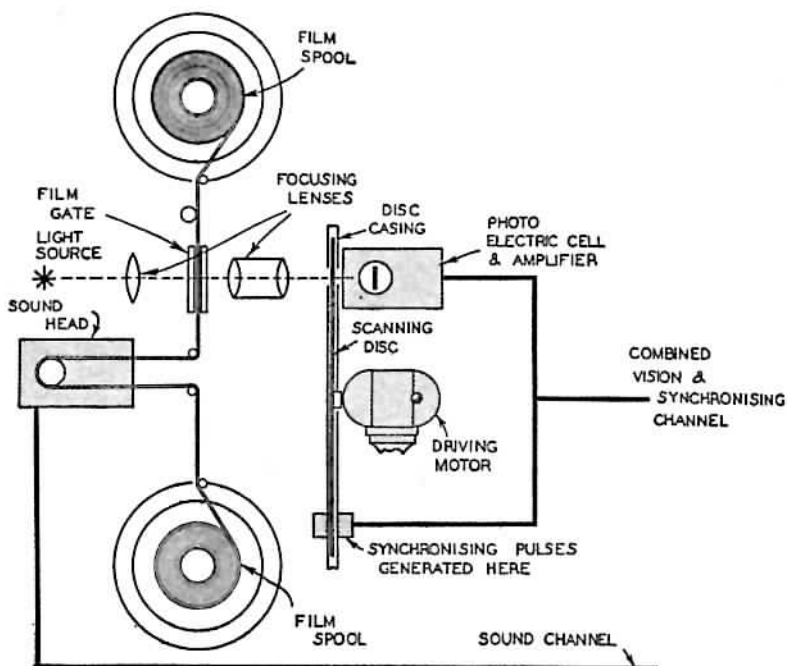 FILM
SPOOL
FILM
GATE
FOCUSING
LENSES
LIGHT
SOURCE
DISC
CASING
PHOTO
ELECTRIC CELL
& AMPLIFIER
SOUND
HEAD
SCANNING
DISC
COMBINED
VISION &
SYNCHRONISING
CHANNEL
DRIVING
MOTOR
SYNCHRONISING PULSES
GENERATED HERE
FILM
SPOOL
SOUND CHANNEL